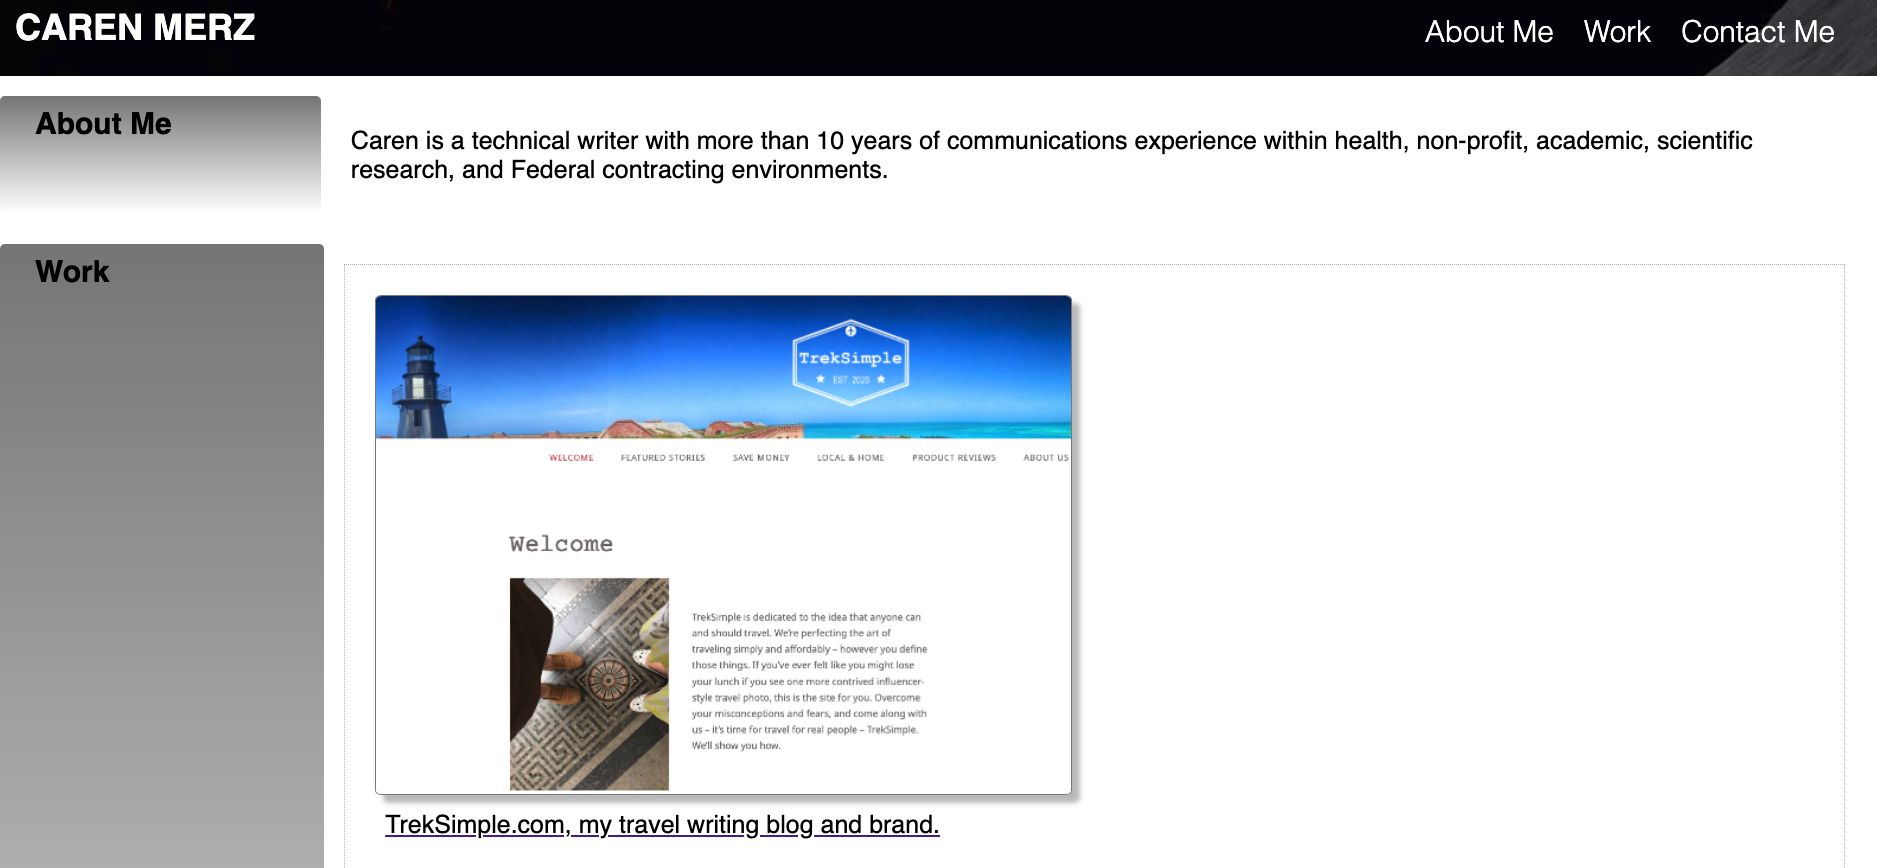 CAREN MERZ
About Me Work Contact Me
About Me
Caren is a technical writer with more than 10 years of communications experience within health, non-profit, academic, scientific
research, and Federal contracting environments.
Work
TrekSimple
EST. 2020
WELCOME FEATURED STORIES SAVE MONEY LOCAL & HOME PRODUCT REVIEWS ABOUT US
Welcome
TrekSimple is dedicated to the idea that anyone can
and should travel. We're perfecting the art of
traveling simply and affordably – however you define
those things. If you've ever felt like you might lose
your lunch if you see one more contrived influencer-
style travel photo, this is the site for you. Overcome
your misconceptions and fears, and come along with
us – it's time for travel for real people – TrekSimple.
We'll show you how.
TrekSimple.com, my travel writing blog and brand.